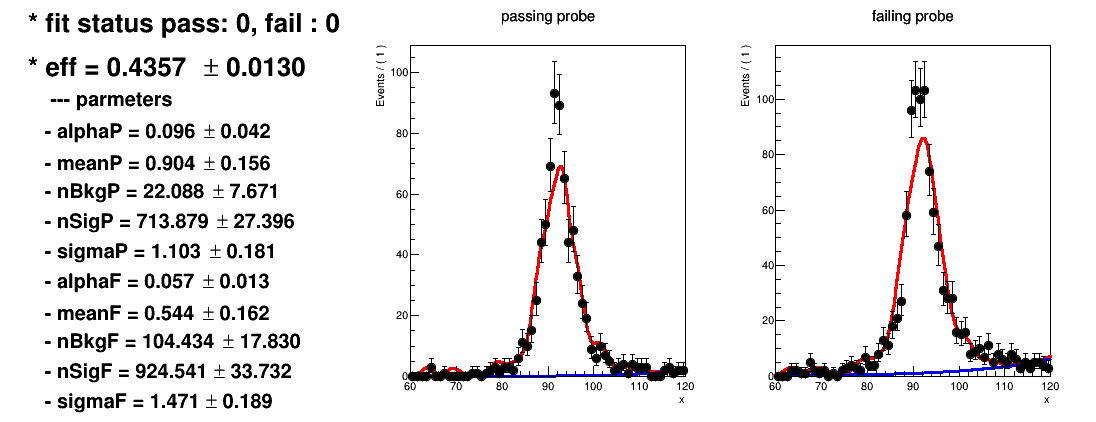 * fit status pass: 0, fail : 0
* eff = 0.4357 ± 0.0130
--- parmeters
- alphaP = 0.096 ± 0.042
- meanP = 0.904 ± 0.156
- nBkgP = 22.088 ± 7.671
- nSigP = 713.879 ± 27.396
- sigmaP = 1.103 ± 0.181
- alphaF = 0.057 ± 0.013
- meanF = 0.544 ± 0.162
- nBkgF = 104.434 ± 17.830
- nSigF = 924.541 ± 33.732
- sigmaF = 1.471 ± 0.189
passing probe
Events / ( 1 )
100
80
60
40
20
0
60 70 80 90 100 110 120
x
failing probe
Events / ( 1 )
100
80
60
40
20
0
60 70 80 90 100 110 120
x